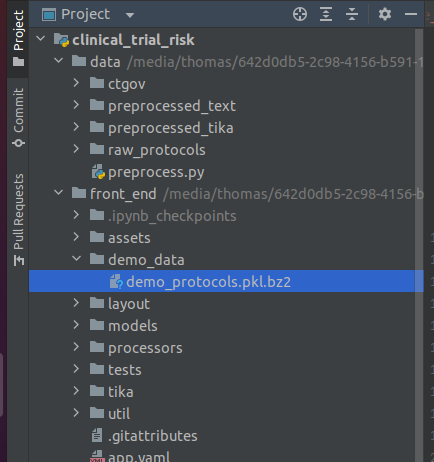 Project
Commit
Pull Requests
Project
clinical_trial_risk
data /media/thomas/642d0db5-2c98-4156-b591-1
ctgov
preprocessed_text
preprocessed_tika
raw_protocols
preprocess.py
front_end /media/thomas/642d0db5-2c98-4156-b
.ipynb_checkpoints
assets
demo_data
demo_protocols.pkl.bz2
layout
models
processors
tests
tika
util
.gitattributes
app.yaml